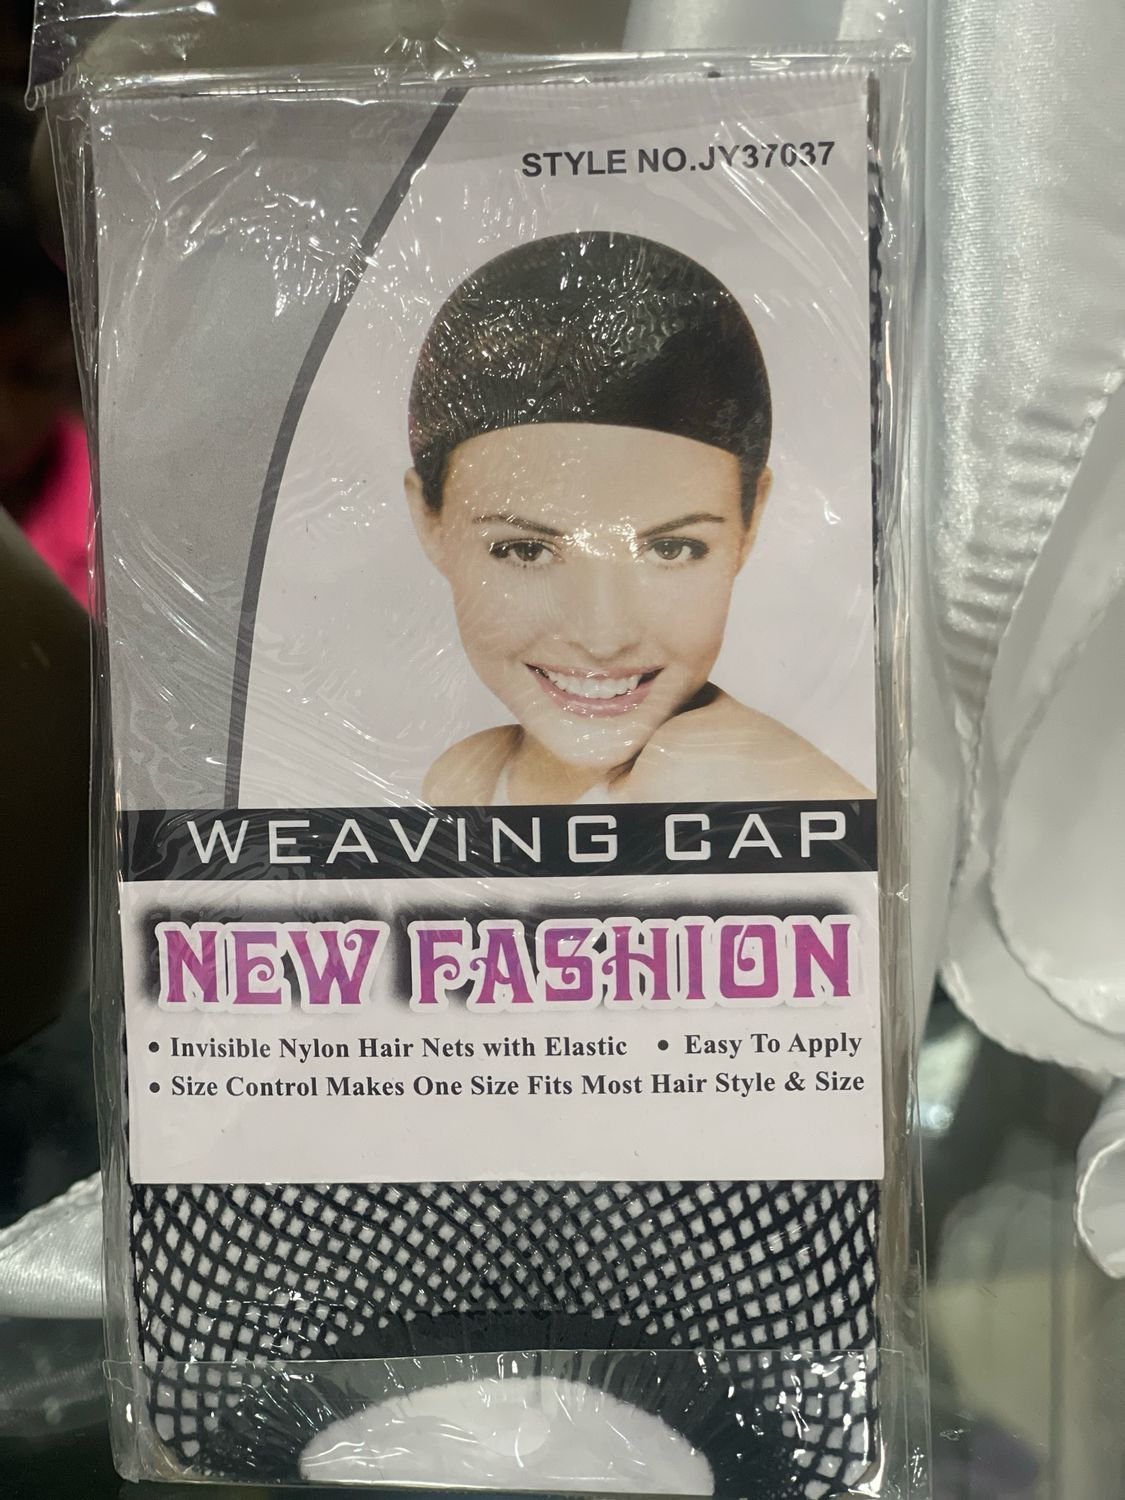 STYLE NO.JY37037
WEAVING CAP
NEW FASHION
• Invisible Nylon Hair Nets with Elastic • Easy To Apply
• Size Control Makes One Size Fits Most Hair Style & Size